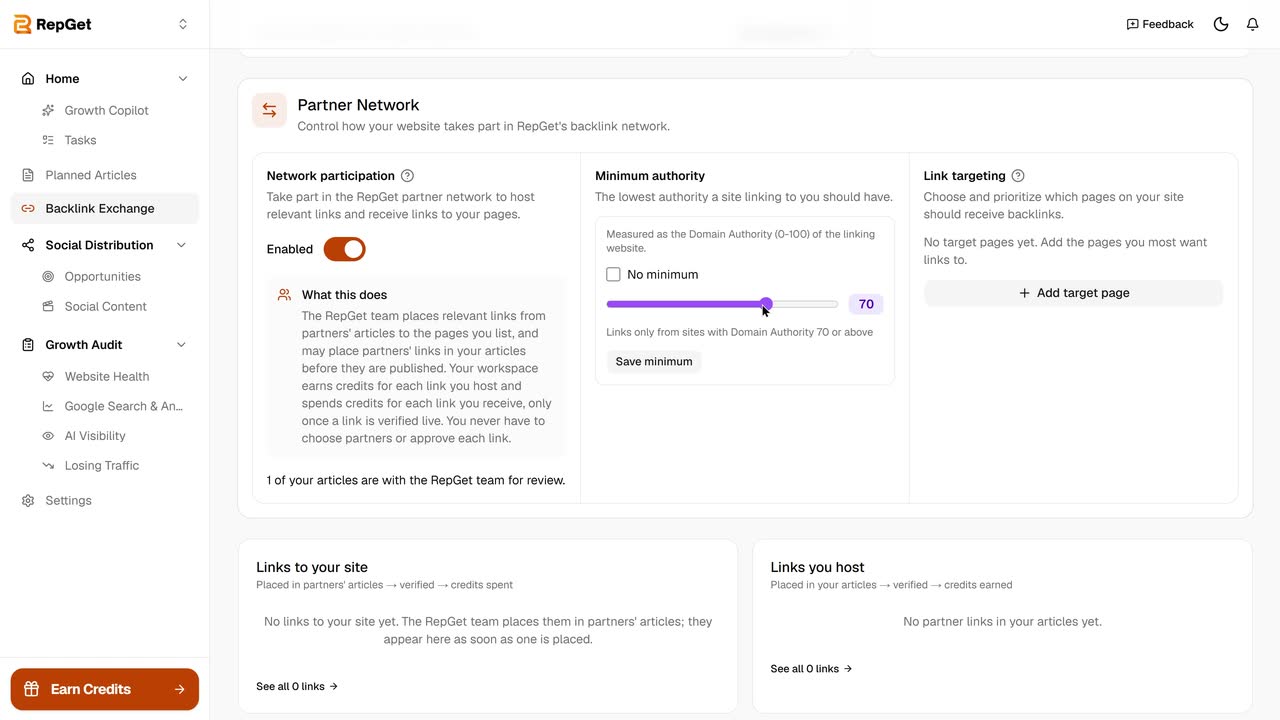 RepGet
Feedback
Home
Growth Copilot
Tasks
Planned Articles
Backlink Exchange
Social Distribution
Opportunities
Social Content
Growth Audit
Website Health
Google Search & An...
AI Visibility
Losing Traffic
Settings
Earn Credits
Partner Network
Control how your website takes part in RepGet's backlink network.
Network participation
Take part in the RepGet partner network to host
relevant links and receive links to your pages.
Enabled
What this does
The RepGet team places relevant links from
partners' articles to the pages you list, and
may place partners' links in your articles
before they are published. Your workspace
earns credits for each link you host and
spends credits for each link you receive, only
once a link is verified live. You never have to
choose partners or approve each link.
1 of your articles are with the RepGet team for review.
Minimum authority
The lowest authority a site linking to you should have.
Measured as the Domain Authority (0-100) of the linking
website.
No minimum
70
Links only from sites with Domain Authority 70 or above
Save minimum
Link targeting
Choose and prioritize which pages on your site
should receive backlinks.
No target pages yet. Add the pages you most want
links to.
+ Add target page
Links to your site
Placed in partners' articles → verified → credits spent
No links to your site yet. The RepGet team places them in partners' articles; they
appear here as soon as one is placed.
See all 0 links →
Links you host
Placed in your articles → verified → credits earned
No partner links in your articles yet.
See all 0 links →